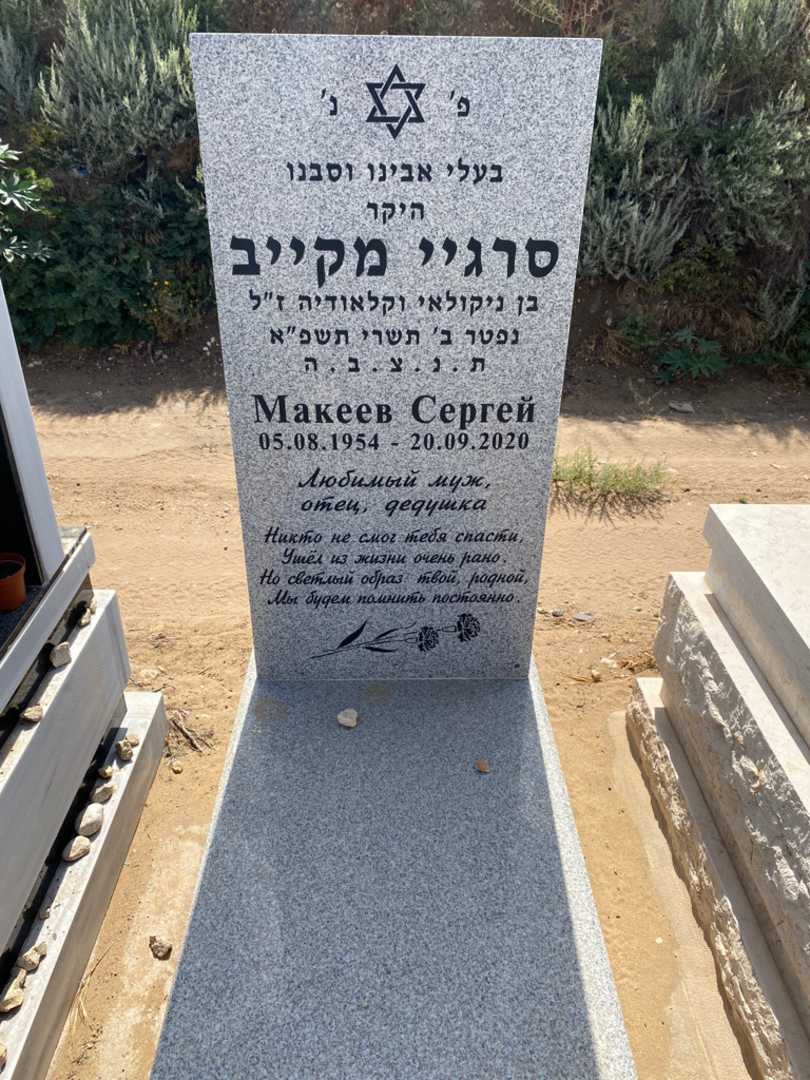 פ' נ'
בעלי אבינו וסבנו
היקר
סרגיי מקייב
בן ניקולאי וקלאודיה ז"ל
נפטר ב' תשרי תשפ"א
ת . נ . צ . ב . ה
Макеев Сергей
05.08.1954 - 20.09.2020
Любимый муж,
отец, дедушка
Никто не смог тебя спасти,
Ушёл из жизни очень рано.
Но светлый образ твой, родной,
Мы будем помнить постоянно.